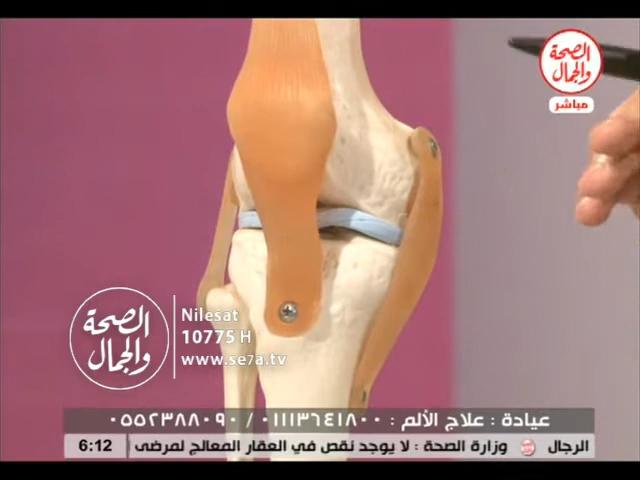 الصحة
والجمال
مباشر
الصحة
والجمال
Nilesat
10775 H
www.se7a.tv
عيادة : علاج الألم : ٠١١١٣٦٤١٨٠٠ / ٠٥٥٢٣٨٨٠٩٠
الرجال وزارة الصحة : لا يوجد نقص في العقار المعالج لمرضى 6:12